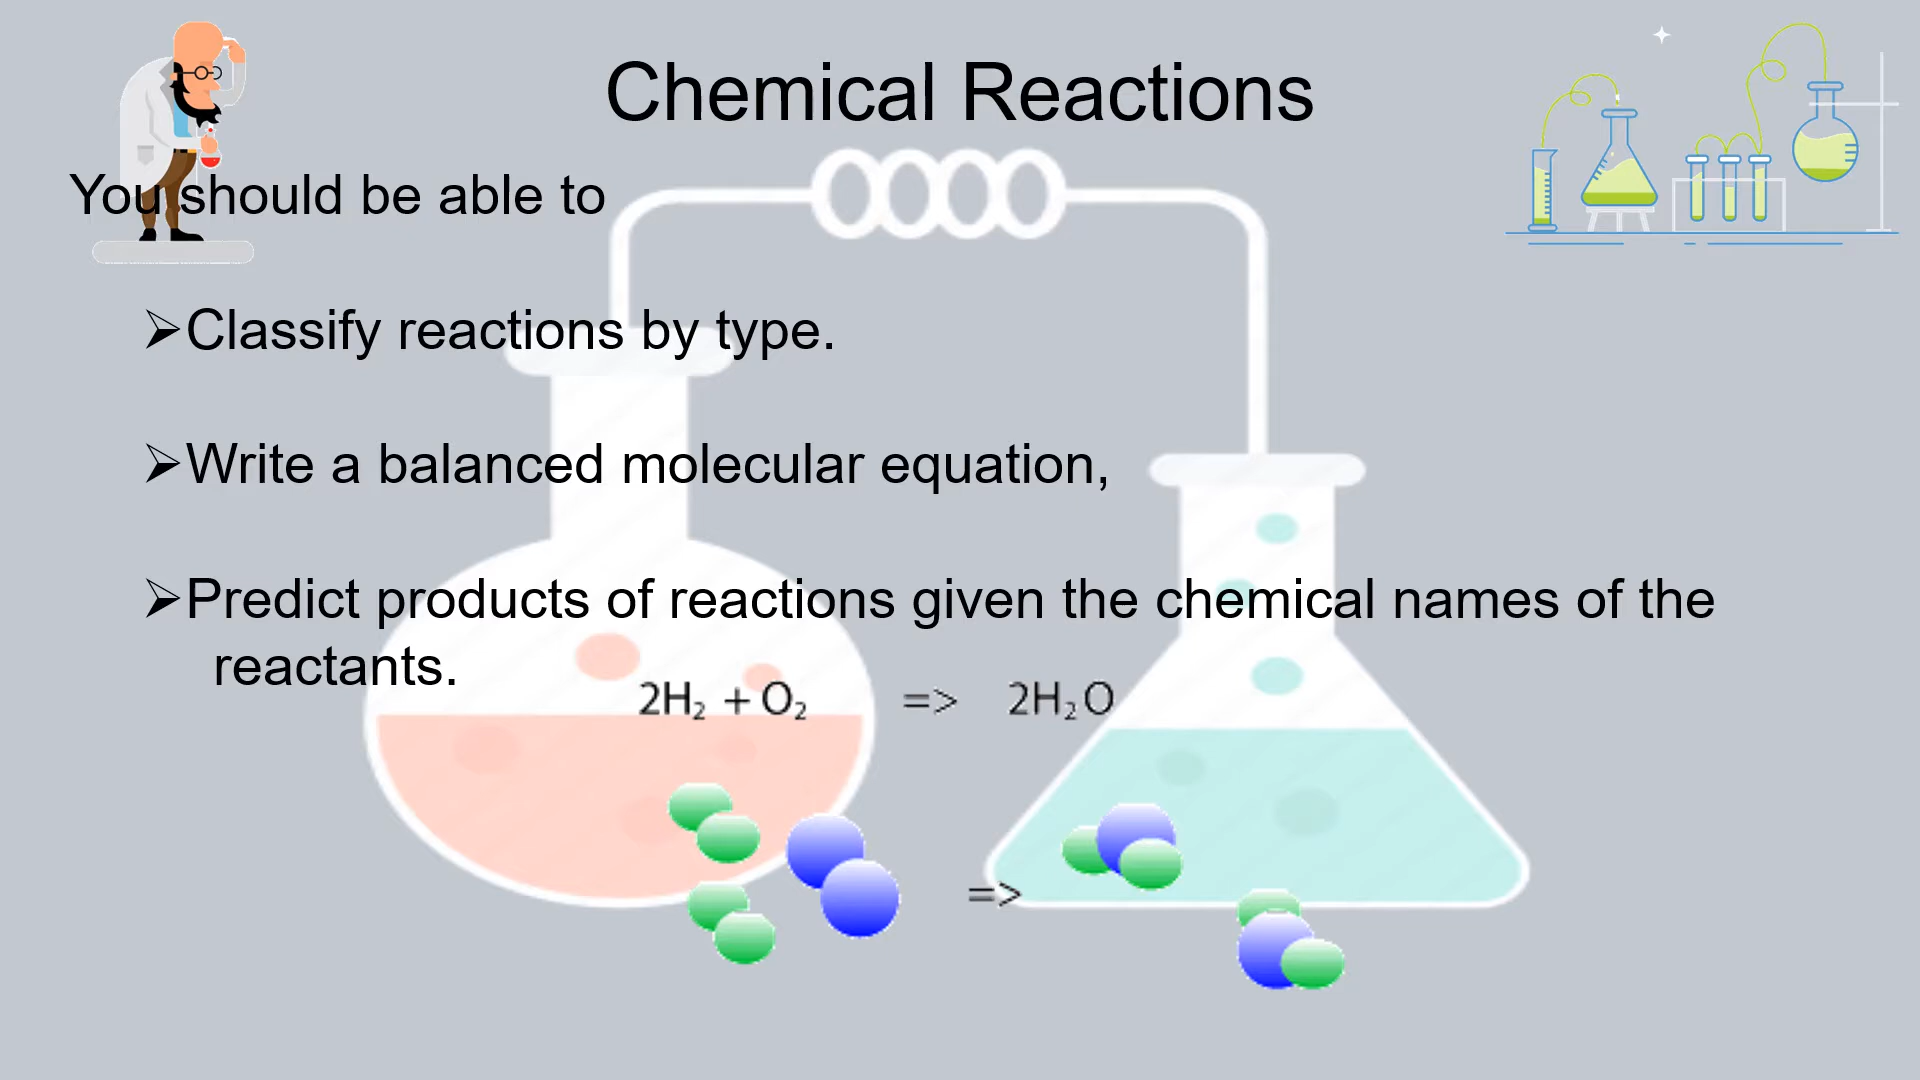 Chemical Reactions
You should be able to
➢Classify reactions by type.
➢Write a balanced molecular equation,
➢Predict products of reactions given the chemical names of the
reactants.
2H₂ + O₂ => 2H₂O
=>